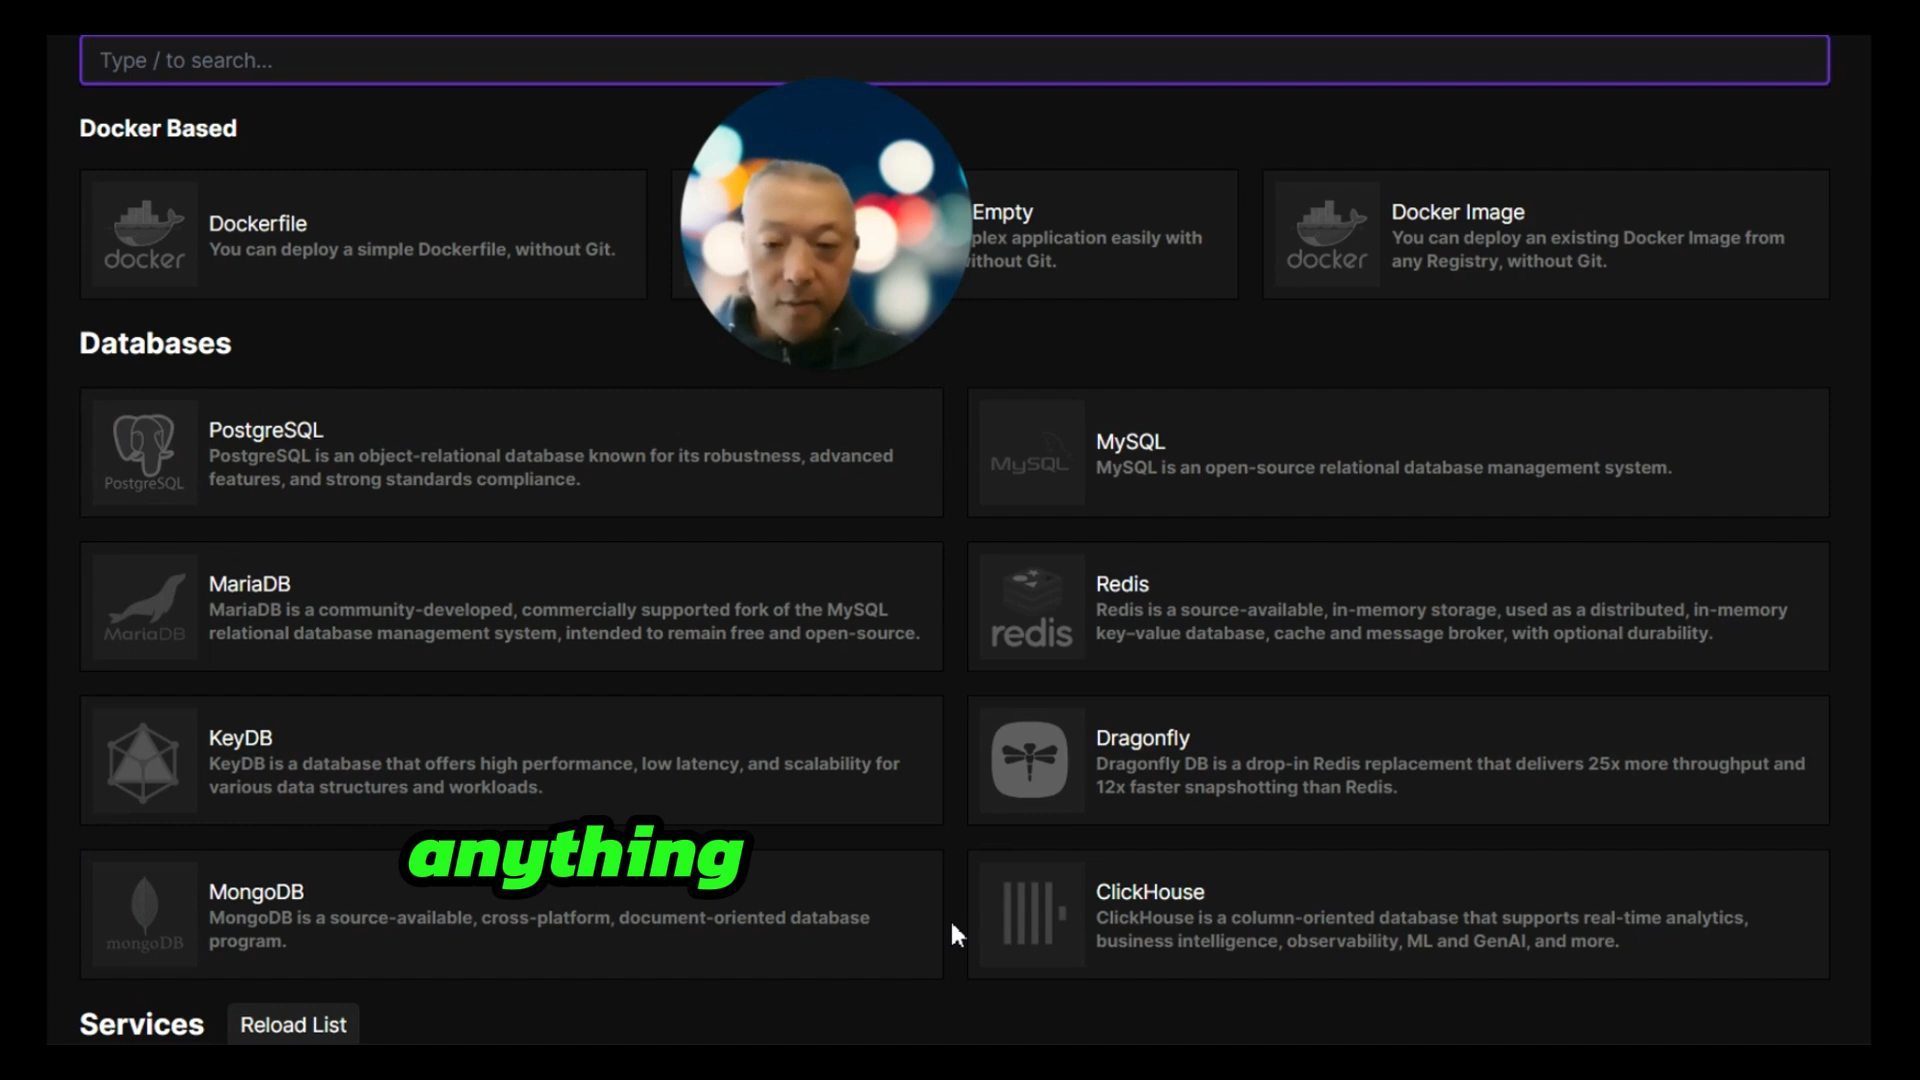 Type / to search...
Docker Based
docker
Dockerfile
You can deploy a simple Dockerfile, without Git.
Empty
plex application easily with
ithout Git.
docker
Docker Image
You can deploy an existing Docker Image from
any Registry, without Git.
Databases
PostgreSQL
PostgreSQL
PostgreSQL is an object-relational database known for its robustness, advanced
features, and strong standards compliance.
MySQL
MySQL
MySQL is an open-source relational database management system.
MariaDB
MariaDB
MariaDB is a community-developed, commercially supported fork of the MySQL
relational database management system, intended to remain free and open-source.
redis
Redis
Redis is a source-available, in-memory storage, used as a distributed, in-memory
key–value database, cache and message broker, with optional durability.
KeyDB
KeyDB is a database that offers high performance, low latency, and scalability for
various data structures and workloads.
Dragonfly
Dragonfly DB is a drop-in Redis replacement that delivers 25x more throughput and
12x faster snapshotting than Redis.
anything
mongoDB
MongoDB
MongoDB is a source-available, cross-platform, document-oriented database
program.
ClickHouse
ClickHouse is a column-oriented database that supports real-time analytics,
business intelligence, observability, ML and GenAI, and more.
Services
Reload List